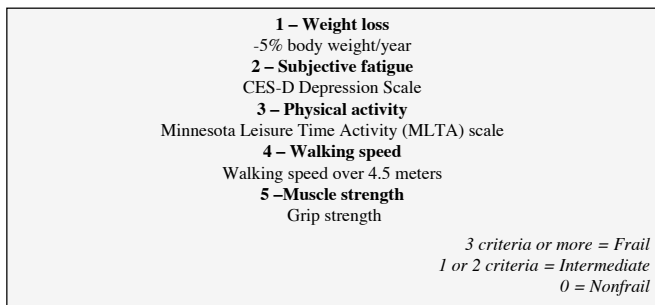 1 – Weight loss
-5% body weight/year
2 – Subjective fatigue
CES-D Depression Scale
3 – Physical activity
Minnesota Leisure Time Activity (MLTA) scale
4 – Walking speed
Walking speed over 4.5 meters
5 –Muscle strength
Grip strength
3 criteria or more = Frail
1 or 2 criteria = Intermediate
0 = Nonfrail